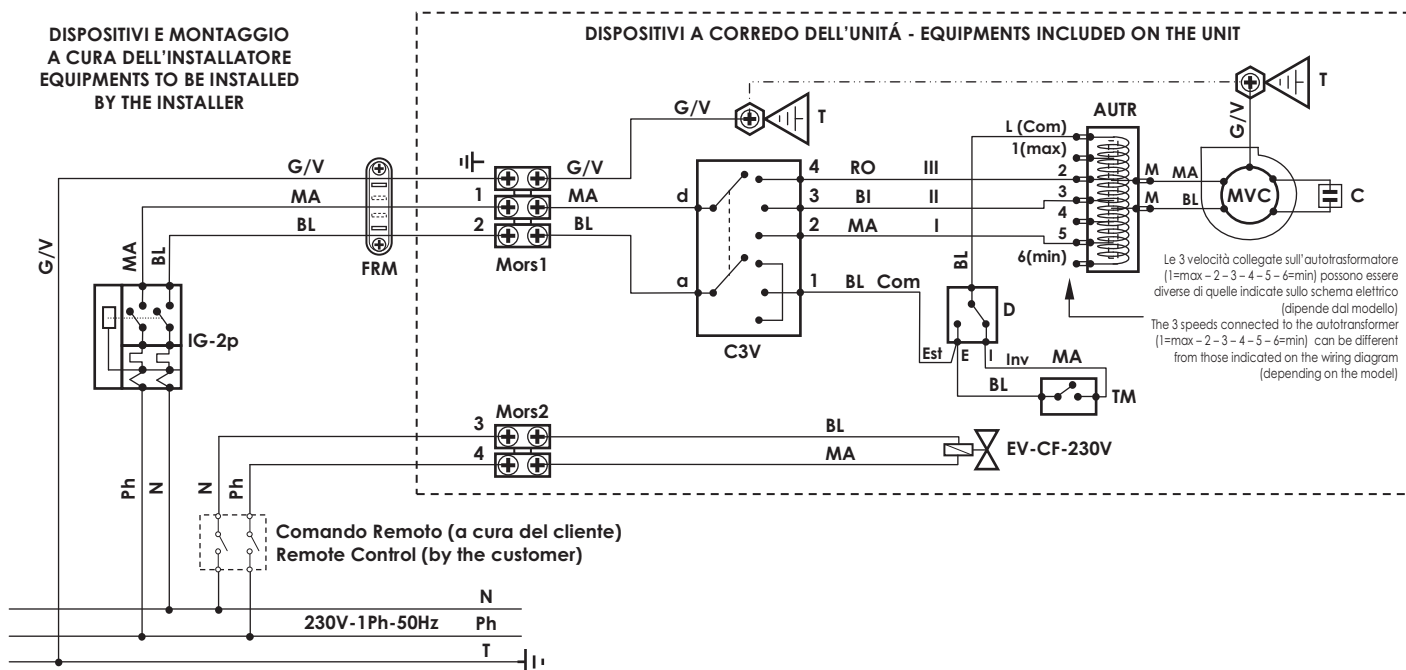 DISPOSITIVI E MONTAGGIO
A CURA DELL'INSTALLATORE
EQUIPMENTS TO BE INSTALLED
BY THE INSTALLER
DISPOSITIVI A CORREDO DELL'UNITÁ - EQUIPMENTS INCLUDED ON THE UNIT
T
T
G/V
G/V
AUTR
L (Com)
1(max)
2
3
4
5
6(min)
M
MA
M
BL
MVC
C
G/V
MA
BL
FRM
1
2
Mors1
G/V
MA
BL
d
a
C3V
4
RO
III
3
BI
II
2
MA
I
1
BL
Com
BL
D
Est
E
I
Inv
MA
BL
TM
Le 3 velocità collegate sull'autotrasformatore
(1=max – 2 – 3 – 4 – 5 – 6=min) possono essere
diverse di quelle indicate sullo schema elettrico
(dipende dal modello)
The 3 speeds connected to the autotransformer
(1=max – 2 – 3 – 4 – 5 – 6=min) can be different
from those indicated on the wiring diagram
(depending on the model)
G/V
MA
BL
IG-2p
Ph
N
Mors2
3
4
BL
MA
EV-CF-230V
N
Ph
Comando Remoto (a cura del cliente)
Remote Control (by the customer)
230V-1Ph-50Hz
N
Ph
T